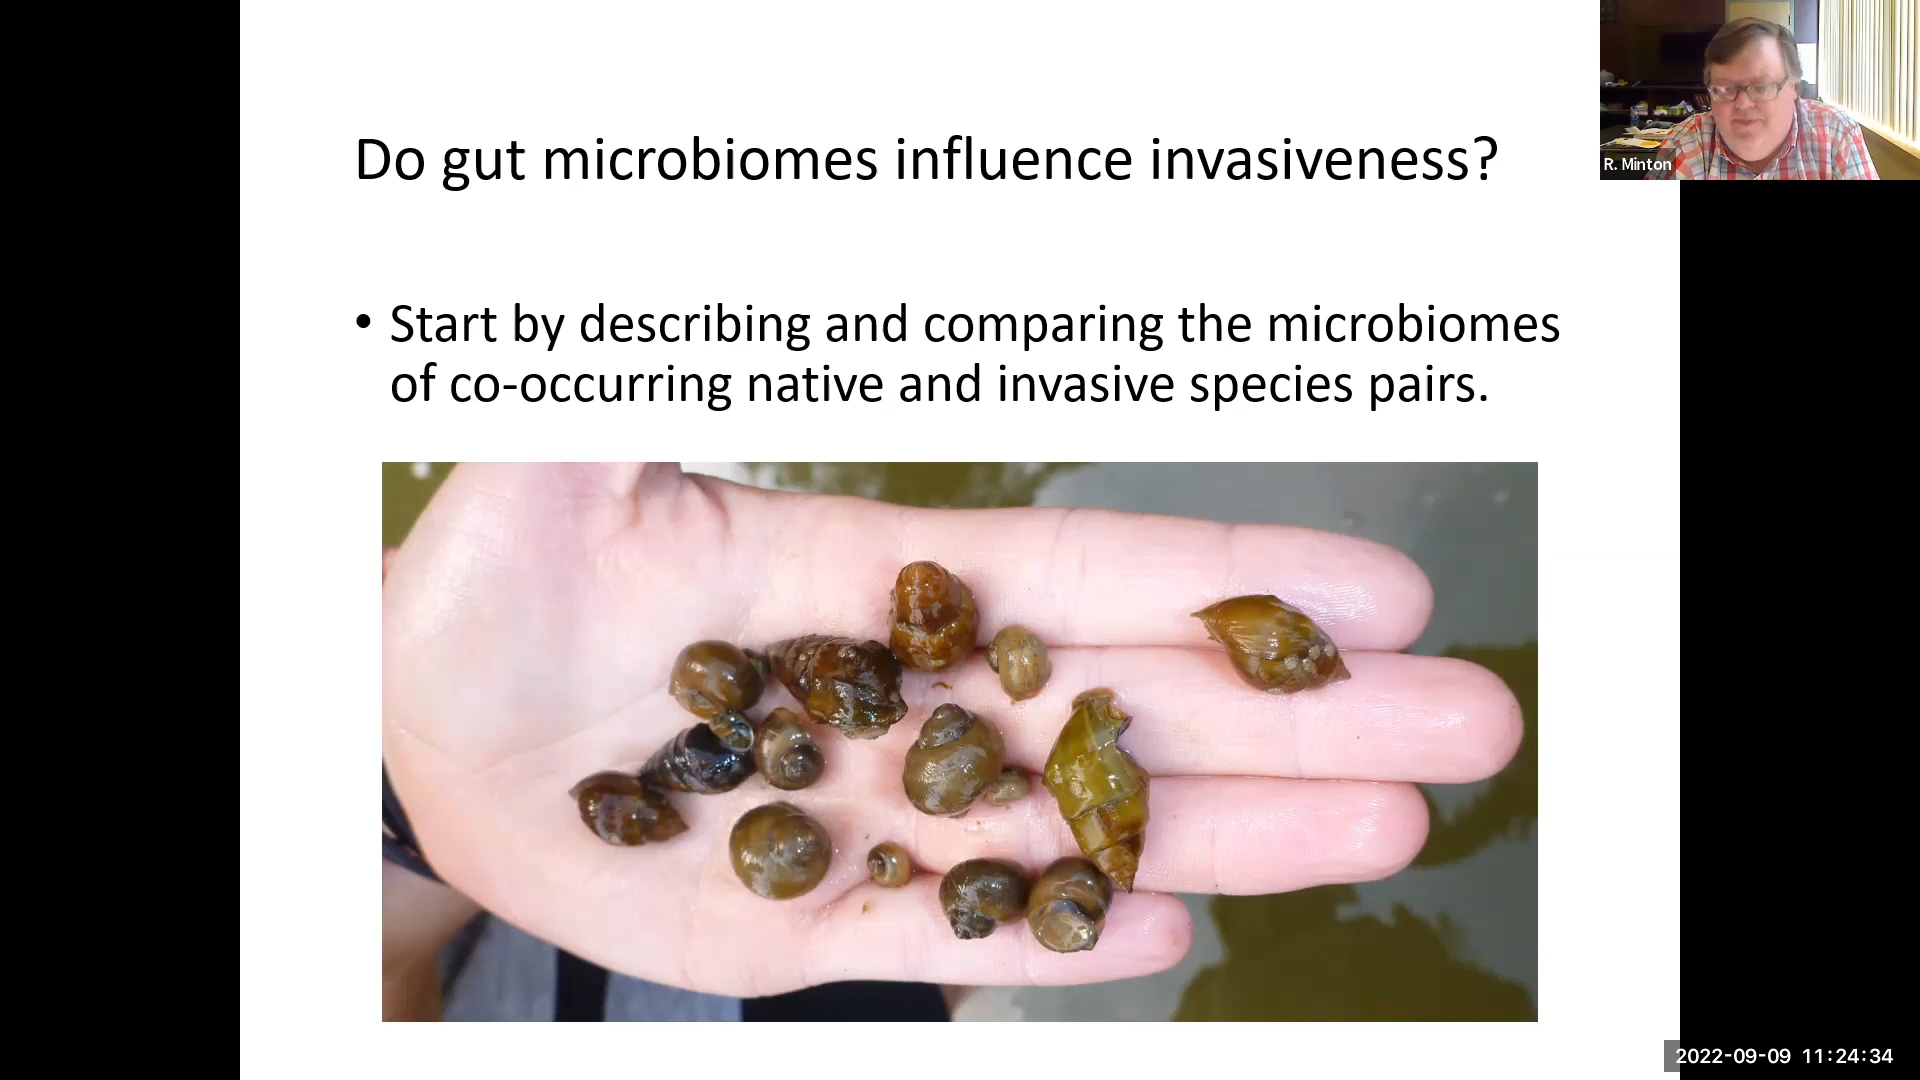 Do gut microbiomes influence invasiveness?
• Start by describing and comparing the microbiomes
of co-occurring native and invasive species pairs.
R. Minton
2022-09-09 11:24:34